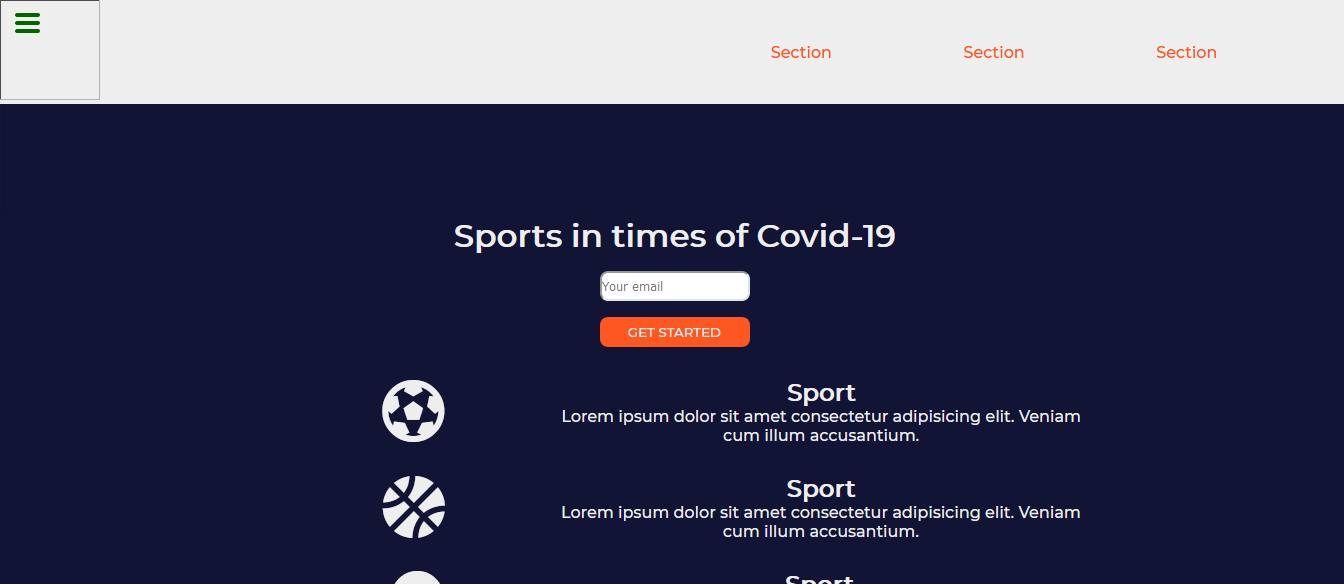 Section Section Section
Sports in times of Covid-19
Your email
GET STARTED
Sport
Lorem ipsum dolor sit amet consectetur adipisicing elit. Veniam
cum illum accusantium.
Sport
Lorem ipsum dolor sit amet consectetur adipisicing elit. Veniam
cum illum accusantium.
Sport